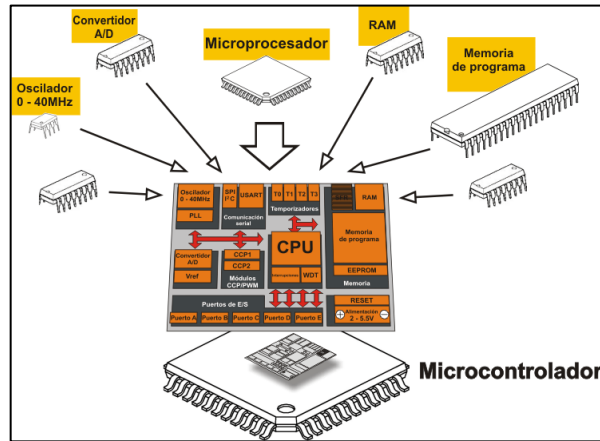 Convertidor
A/D
Microprocesador
RAM
Memoria
de programa
Oscilador
0 - 40MHz
Oscilador
0 - 40MHz
PLL
SPI
I²C
USART
Comunicación
serial
T0
T1
T2
T3
Temporizadores
RAM
Convertidor
A/D
Vref
CCP1
CCP2
Módulos
CCP/PWM
CPU
WDT
Memoria
de programa
EEPROM
Memoria
Puertos de E/S
Puerto A
Puerto B
Puerto C
Puerto D
Puerto E
RESET
Alimentación
2 - 5.5V
Microcontrolador